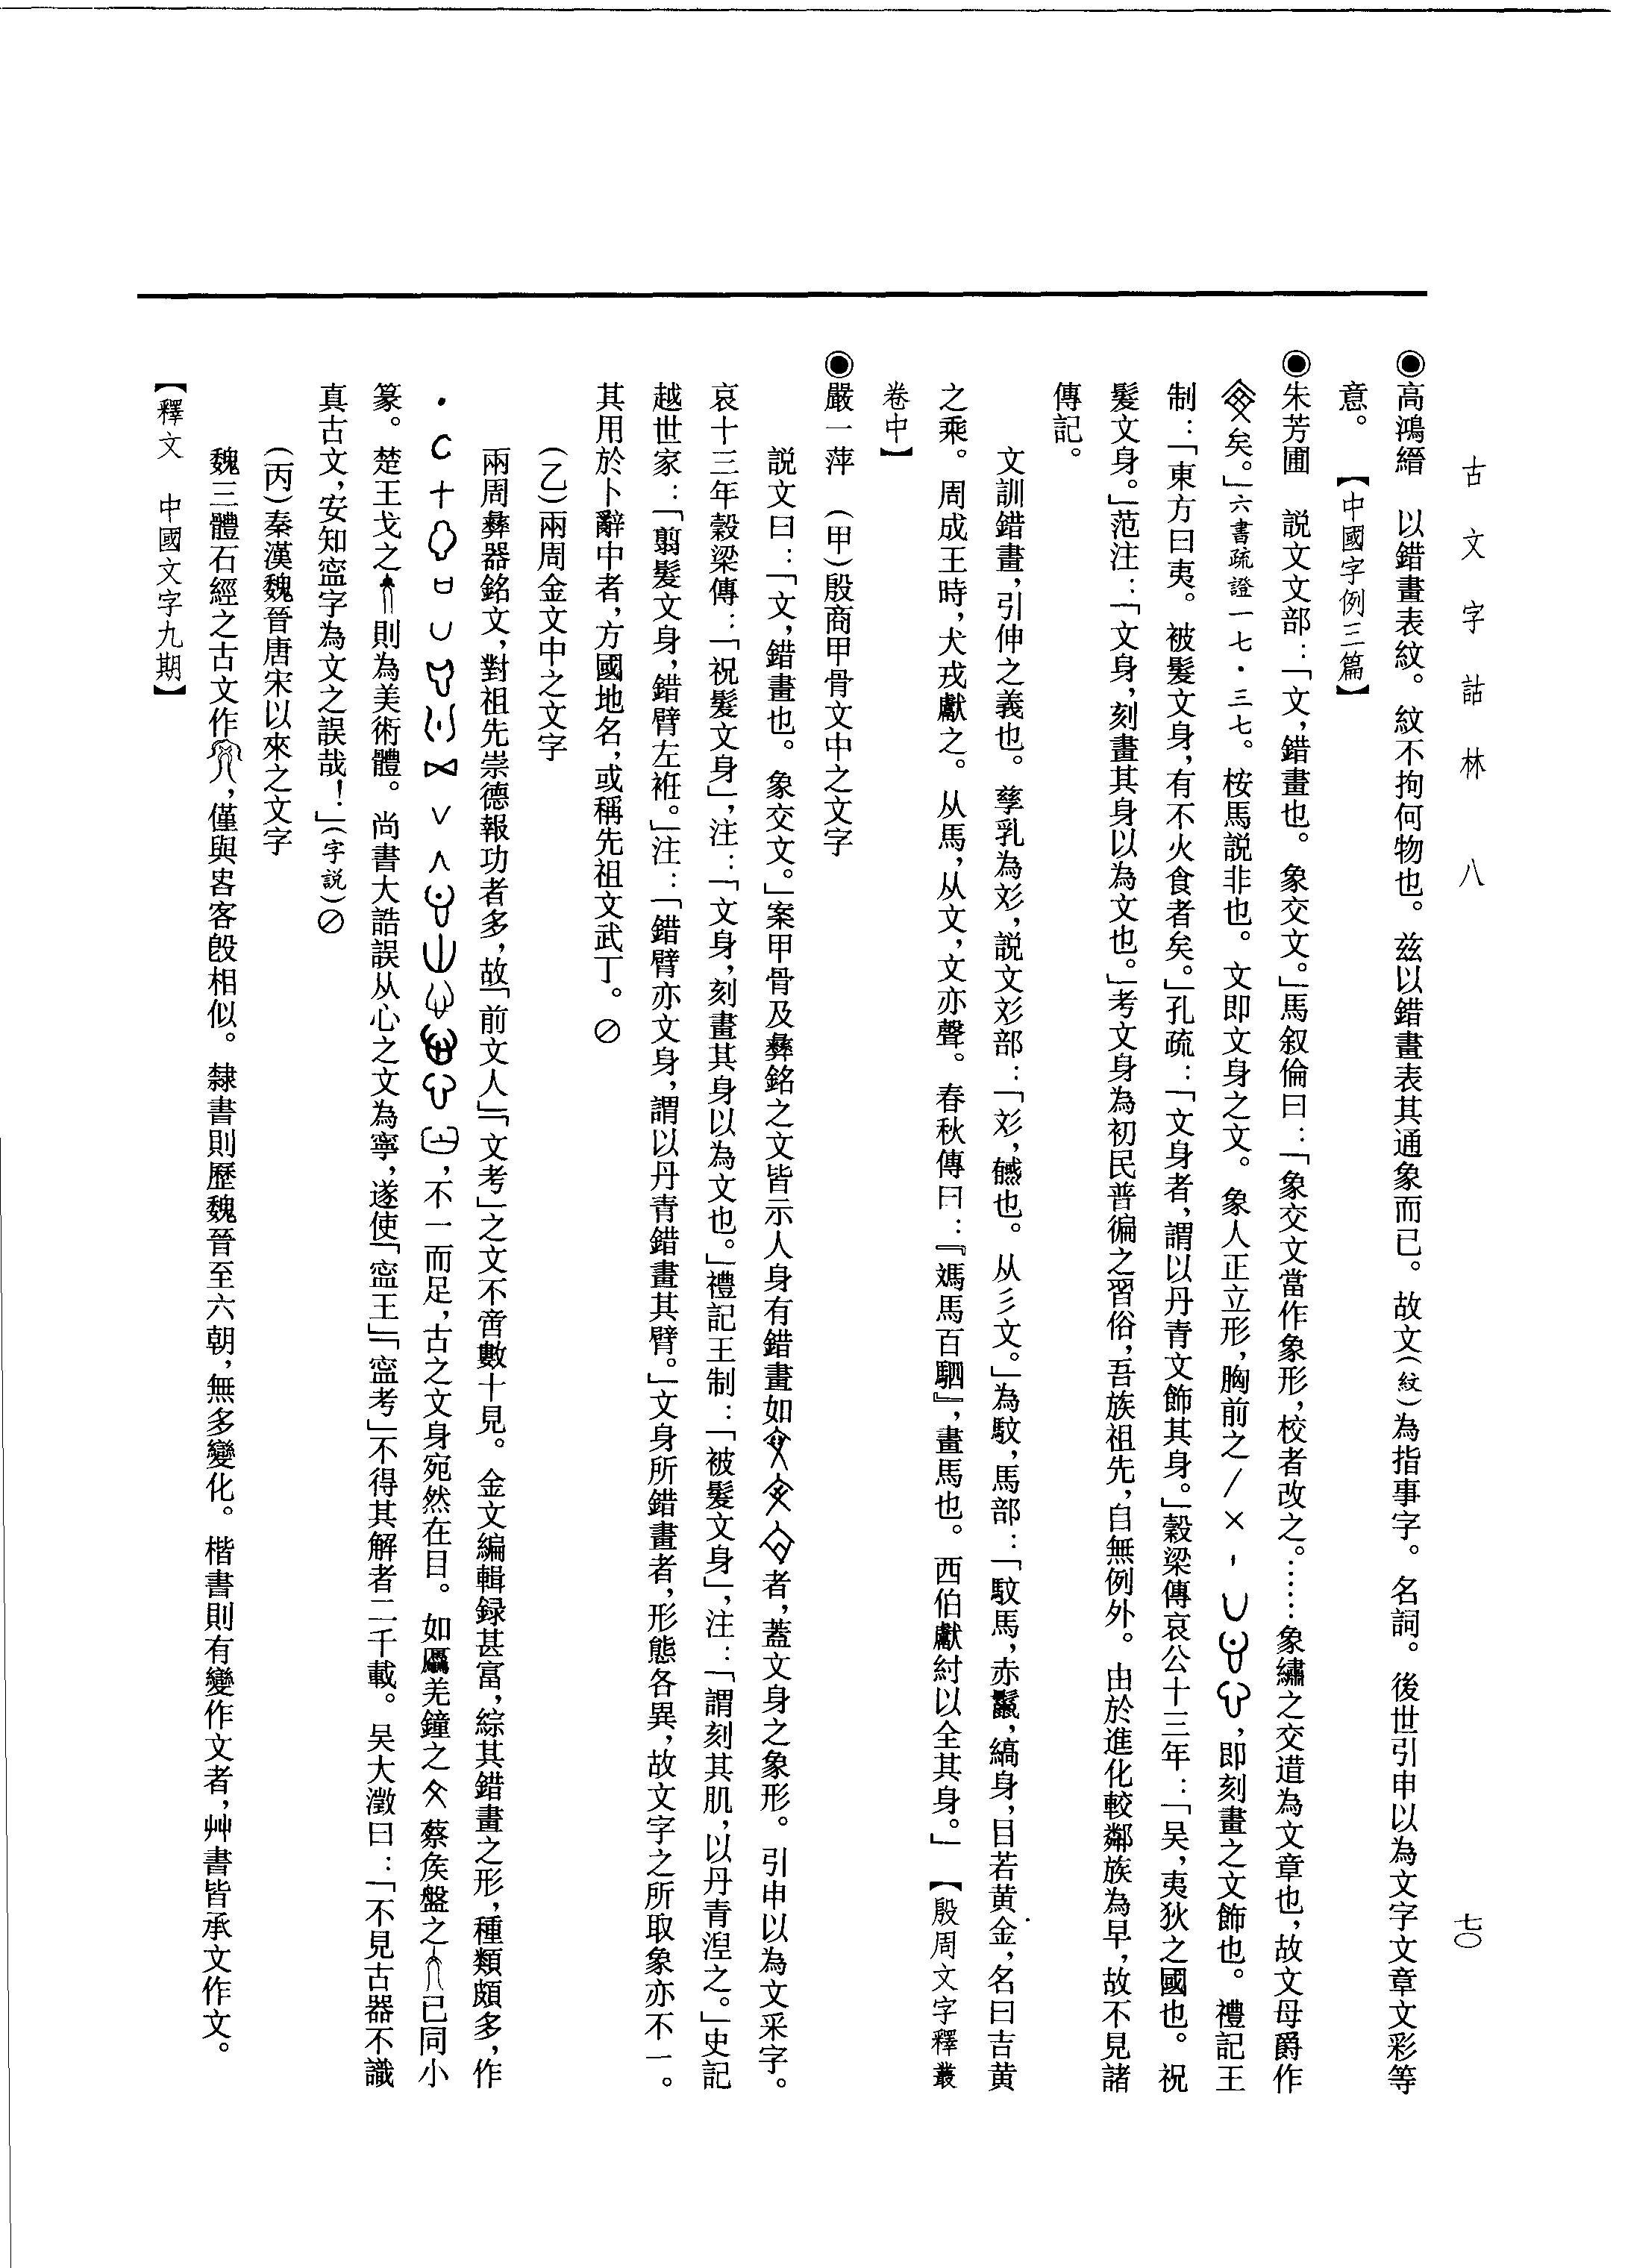 古文字詁林 八
七〇
◉高鴻縉 以錯畫表紋。紋不拘何物也。兹以錯畫表其通象而已。故文(紋)為指事字。名詞。後世引申以為文字文章文彩等
意。【中國字例三篇】
◉朱芳圃 説文文部:「文,錯畫也。象交文。」馬叙倫曰:「象交文當作象形,校者改之。……象繡之交造為文章也,故文母爵作
矣。」六書疏證一七·三七。桉馬説非也。文即文身之文。象人正立形,胸前之/×,∪,即刻畫之文飾也。禮記王
制:「東方曰夷。被髮文身,有不火食者矣。」孔疏:「文身者,謂以丹青文飾其身。」穀梁傳哀公十三年:「吴,夷狄之國也。祝
髮文身。」范注:「文身,刻畫其身以為文也。」考文身為初民普徧之習俗,吾族祖先,自無例外。由於進化較鄰族為早,故不見諸
傳記。
文訓錯畫,引伸之義也。孳乳為彣,説文彣部:「彣,䤔也。从彡文。」為馼,馬部:「馼馬,赤鬣,縞身,目若黄金,名曰吉黄
之乘。周成王時,犬戎獻之。从馬,从文,文亦聲。春秋傳曰:『媽馬百駟』,畫馬也。西伯獻紂以全其身。」【殷周文字釋叢
卷中】
◉嚴一萍 (甲)殷商甲骨文中之文字
説文曰:「文,錯畫也。象交文。」案甲骨及彝銘之文皆示人身有錯畫如者,蓋文身之象形。引申以為文采字。
哀十三年穀梁傳:「祝髮文身」,注:「文身,刻畫其身以為文也。」禮記王制:「被髮文身」,注:「謂刻其肌,以丹青湼之。」史記
越世家:「翦髮文身,錯臂左袵。」注:「錯臂亦文身,謂以丹青錯畫其臂。」文身所錯畫者,形態各異,故文字之所取象亦不一。
其用於卜辭中者,方國地名,或稱先祖文武丁。⊘
(乙)兩周金文中之文字
兩周彝器銘文,對祖先崇德報功者多,故「前文人」「文考」之文不啻數十見。金文編輯録甚富,綜其錯畫之形,種類頗多,作
,不一而足,古之文身宛然在目。如羌鐘之蔡矦盤之已同小
篆。楚王戈之則為美術體。尚書大誥誤从心之文為寧,遂使「寍王」「寍考」不得其解者二千載。吴大澂曰:「不見古器不識
真古文,安知寍字為文之誤哉!」(字説)⊘
(丙)秦漢魏晉唐宋以來之文字
魏三體石經之古文作,僅與客殷相似。隸書則歷魏晉至六朝,無多變化。楷書則有變作文者,艸書皆承文作文。
【釋文 中國文字九期】